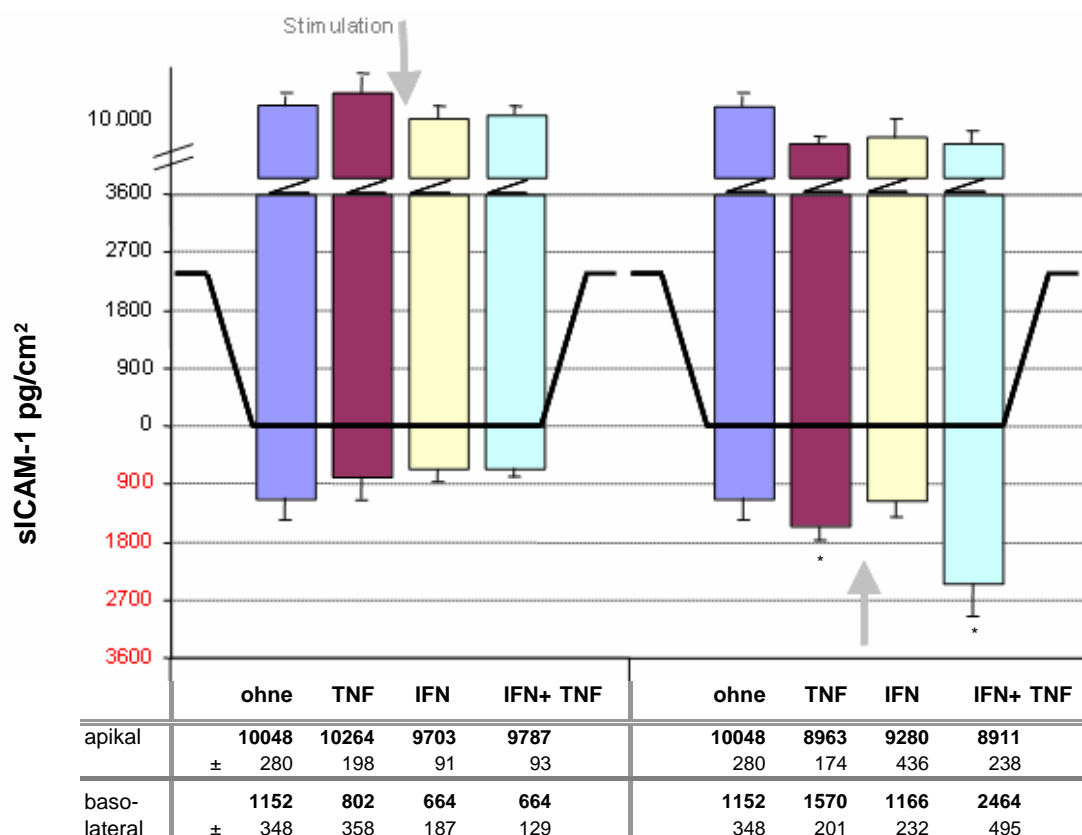 Stimulation
10.000
3600
2700
1800
900
0
900
1800
2700
3600
sICAM-1 pg/cm²
*
*
ohne TNF IFN IFN+ TNF ohne TNF IFN IFN+ TNF
apikal 10048 10264 9703 9787 10048 8963 9280 8911
± 280 198 91 93 280 174 436 238
baso- 1152 802 664 664 1152 1570 1166 2464
lateral ± 348 358 187 129 348 201 232 495